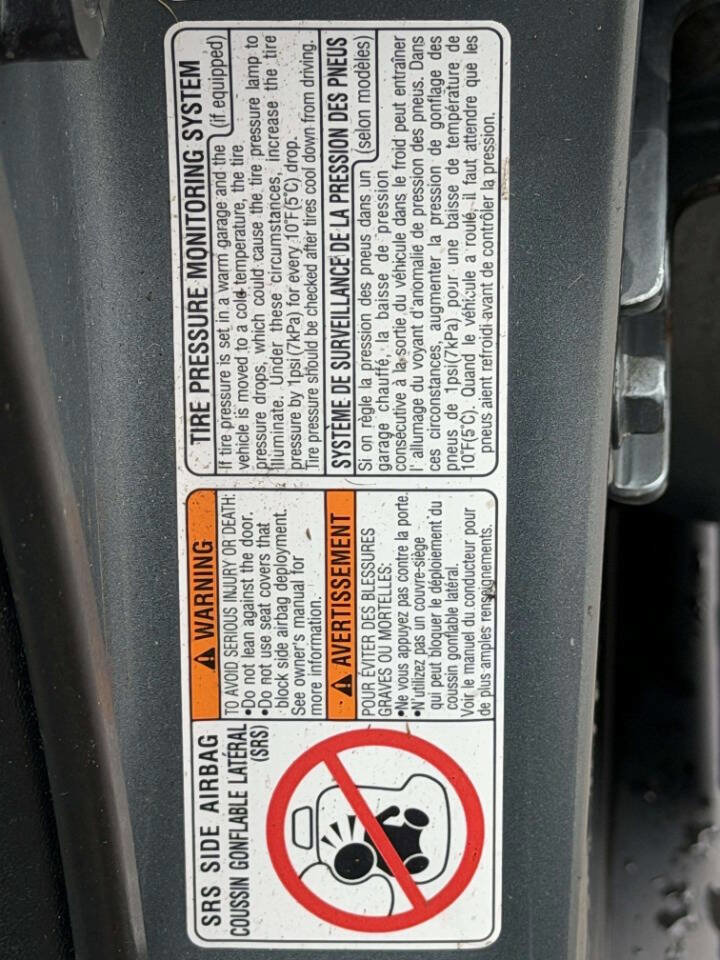 SRS SIDE AIRBAG
COUSSIN GONFLABLE LATÉRAL
(SRS)
WARNING
TO AVOID SERIOUS INJURY OR DEATH:
•Do not lean against the door.
•Do not use seat covers that
block side airbag deployment.
See owner's manual for
more information.
AVERTISSEMENT
POUR ÉVITER DES BLESSURES
GRAVES OU MORTELLES:
•Ne vous appuyez pas contre la porte.
•N'utilizez pas un couvre-siège
qui peut bloquer le déploiement du
coussin gonflable latéral.
Voir le manuel du conducteur pour
de plus amples renseignements.
TIRE PRESSURE MONITORING SYSTEM
(if equipped)
If tire pressure is set in a warm garage and the
vehicle is moved to a cold temperature, the tire
pressure drops, which could cause the tire pressure lamp to
illuminate. Under these circumstances, increase the tire
pressure by 1psi(7kPa) for every 10°F(5°C) drop.
Tire pressure should be checked after tires cool down from driving.
SYSTÈME DE SURVEILLANCE DE LA PRESSION DES PNEUS
(selon modèles)
Si on règle la pression des pneus dans un
garage chauffé, la baisse de pression
consécutive à la sortie du véhicule dans le froid peut entraîner
l' allumage du voyant d'anomalie de pression des pneus. Dans
ces circonstances, augmenter la pression de gonflage des
pneus de 1psi(7kPa) pour une baisse de température de
10°F(5°C). Quand le véhicule a roulé, il faut attendre que les
pneus aient refroidi avant de contrôler la pression.